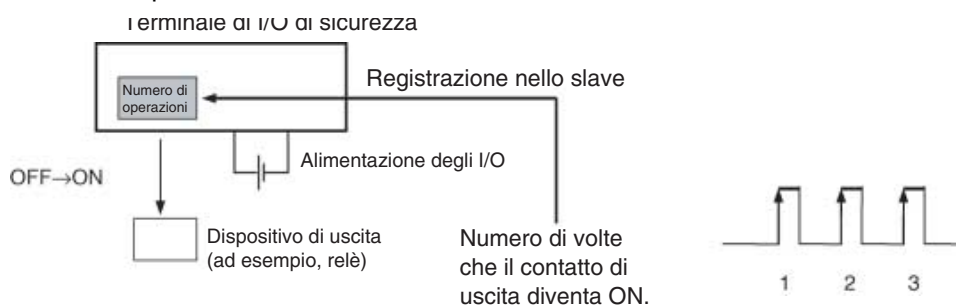 Terminale di I/O di sicurezza
Registrazione nello slave
Numero di
operazioni
Alimentazione degli I/O
OFF→ON
Dispositivo di uscita
(ad esempio, relè)
Numero di volte
che il contatto di
uscita diventa ON.
1 2 3